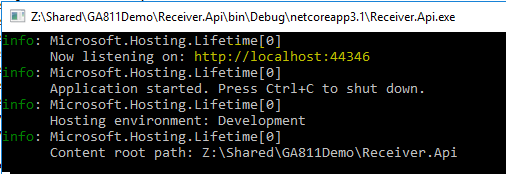 Z:\Shared\GA811Demo\Receiver.Api\bin\Debug\netcoreapp3.1\Receiver.Api.exe
info: Microsoft.Hosting.Lifetime[0]
Now listening on: http://localhost:44346
info: Microsoft.Hosting.Lifetime[0]
Application started. Press Ctrl+C to shut down.
info: Microsoft.Hosting.Lifetime[0]
Hosting environment: Development
info: Microsoft.Hosting.Lifetime[0]
Content root path: Z:\Shared\GA811Demo\Receiver.Api